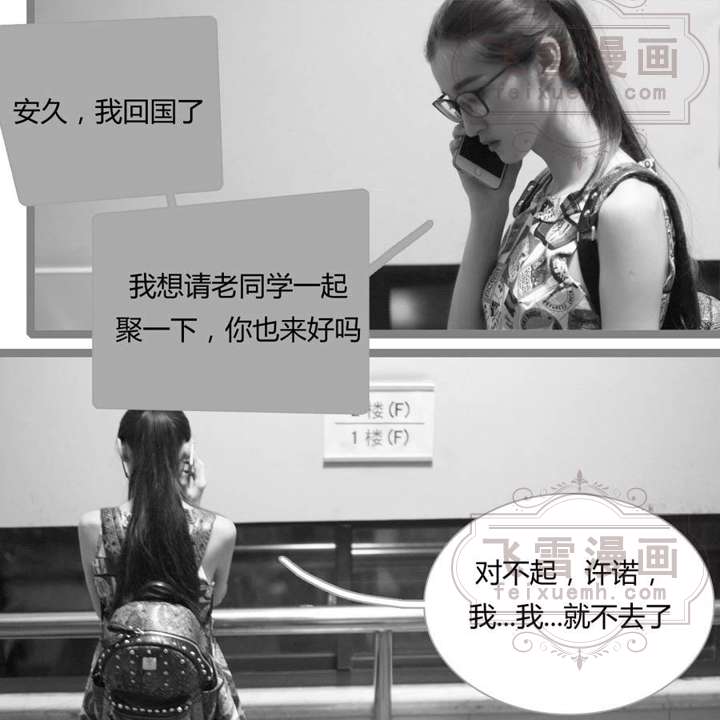 飞雪漫画
feixuemh.com
安久，我回国了
我想请老同学一起
聚一下，你也来好吗
楼(F)
1 楼(F)
飞雪漫画
feixuemh.com
对不起，许诺，
我...我...就不去了